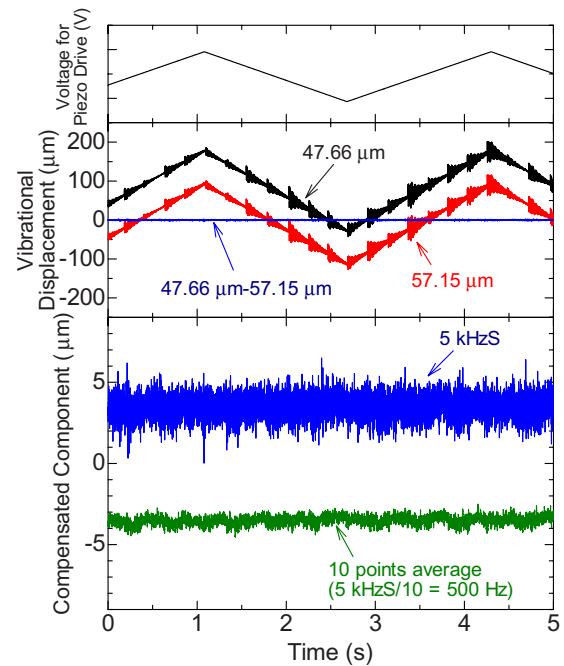 Voltage for
Piezo Drive (V)
Vibrational
Displacement (μm)
200
100
0
-100
-200
47.66 μm
47.66 μm-57.15 μm
57.15 μm
Compensated Component (μm)
5
0
-5
5 kHzS
10 points average
(5 kHzS/10 = 500 Hz)
0 1 2 3 4 5
Time (s)